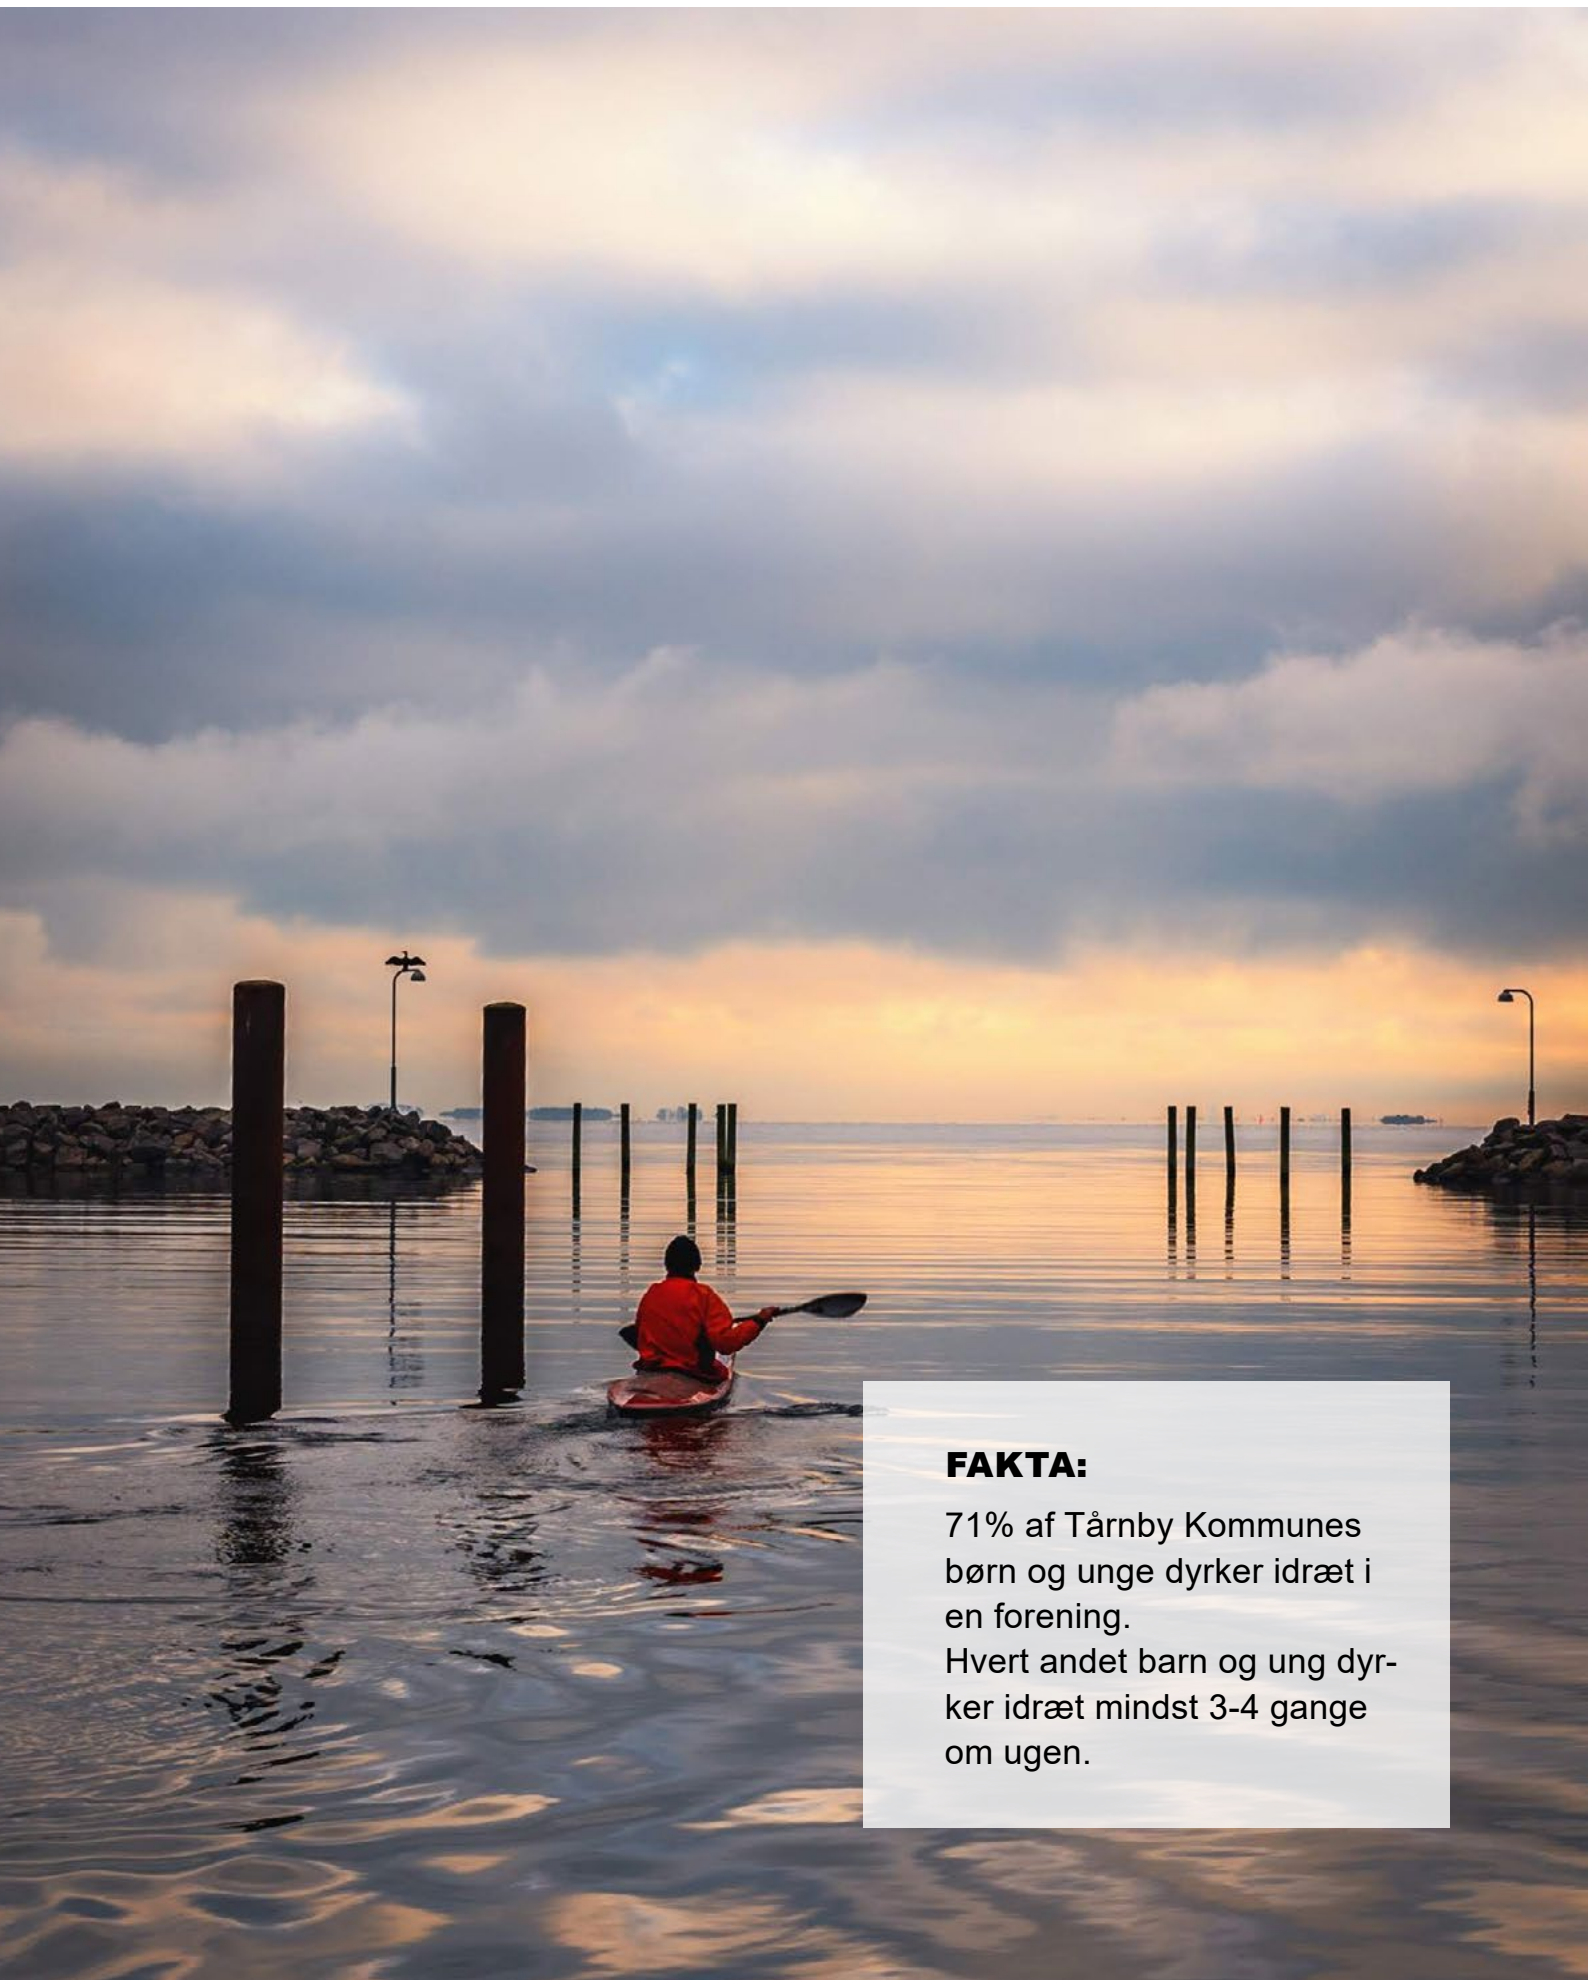 FAKTA:
71% af Tårnby Kommunes
børn og unge dyrker idræt i
en forening.
Hvert andet barn og ung dyr-
ker idræt mindst 3-4 gange
om ugen.